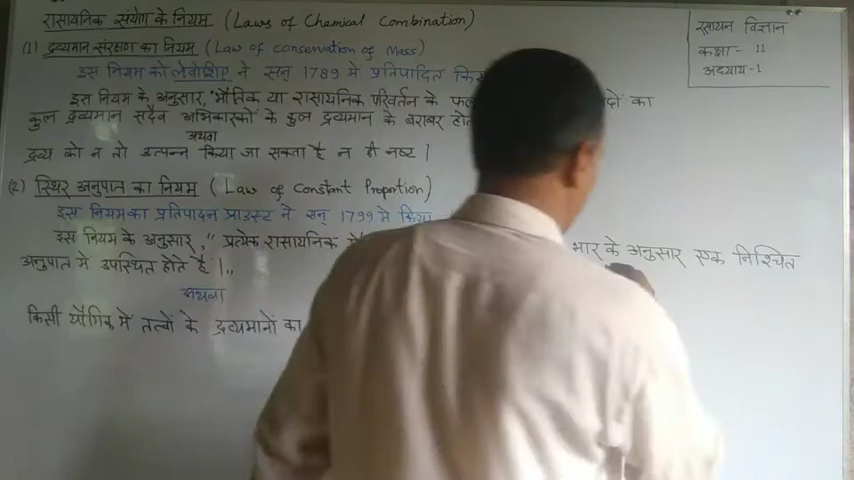 रासायनिक संयोग के नियम (Laws of Chemical Combination)
रसायन विज्ञान
कक्षा - 11
अध्याय -1
(1) द्रव्यमान संरक्षण का नियम (Law of conservation of Mass)
इस नियम को लेवोशिए ने सन् 1789 मे प्रतिपादित
इस नियम के अनुसार, "भौतिक या रासायनिक परिवर्तन के
कुल द्रव्यमान सदैव अभिकारकों के कुल द्रव्यमान के बराबर
अथवा
द्रव्य को न तो उत्पन्न किया जा सकता है न ही नष्ट।
(2) स्थिर अनुपात का नियम (Law of Constant Proportion)
इस नियम का प्रतिपादन प्राउस्ट ने सन् 1799 मे किया
इस नियम के अनुसार, "प्रत्येक रासायनिक भार के अनुसार एक निश्चित
अनुपात में उपस्थित होते है।"
अथवा
किसी यौगिक में तत्वों के द्रव्यमानों का